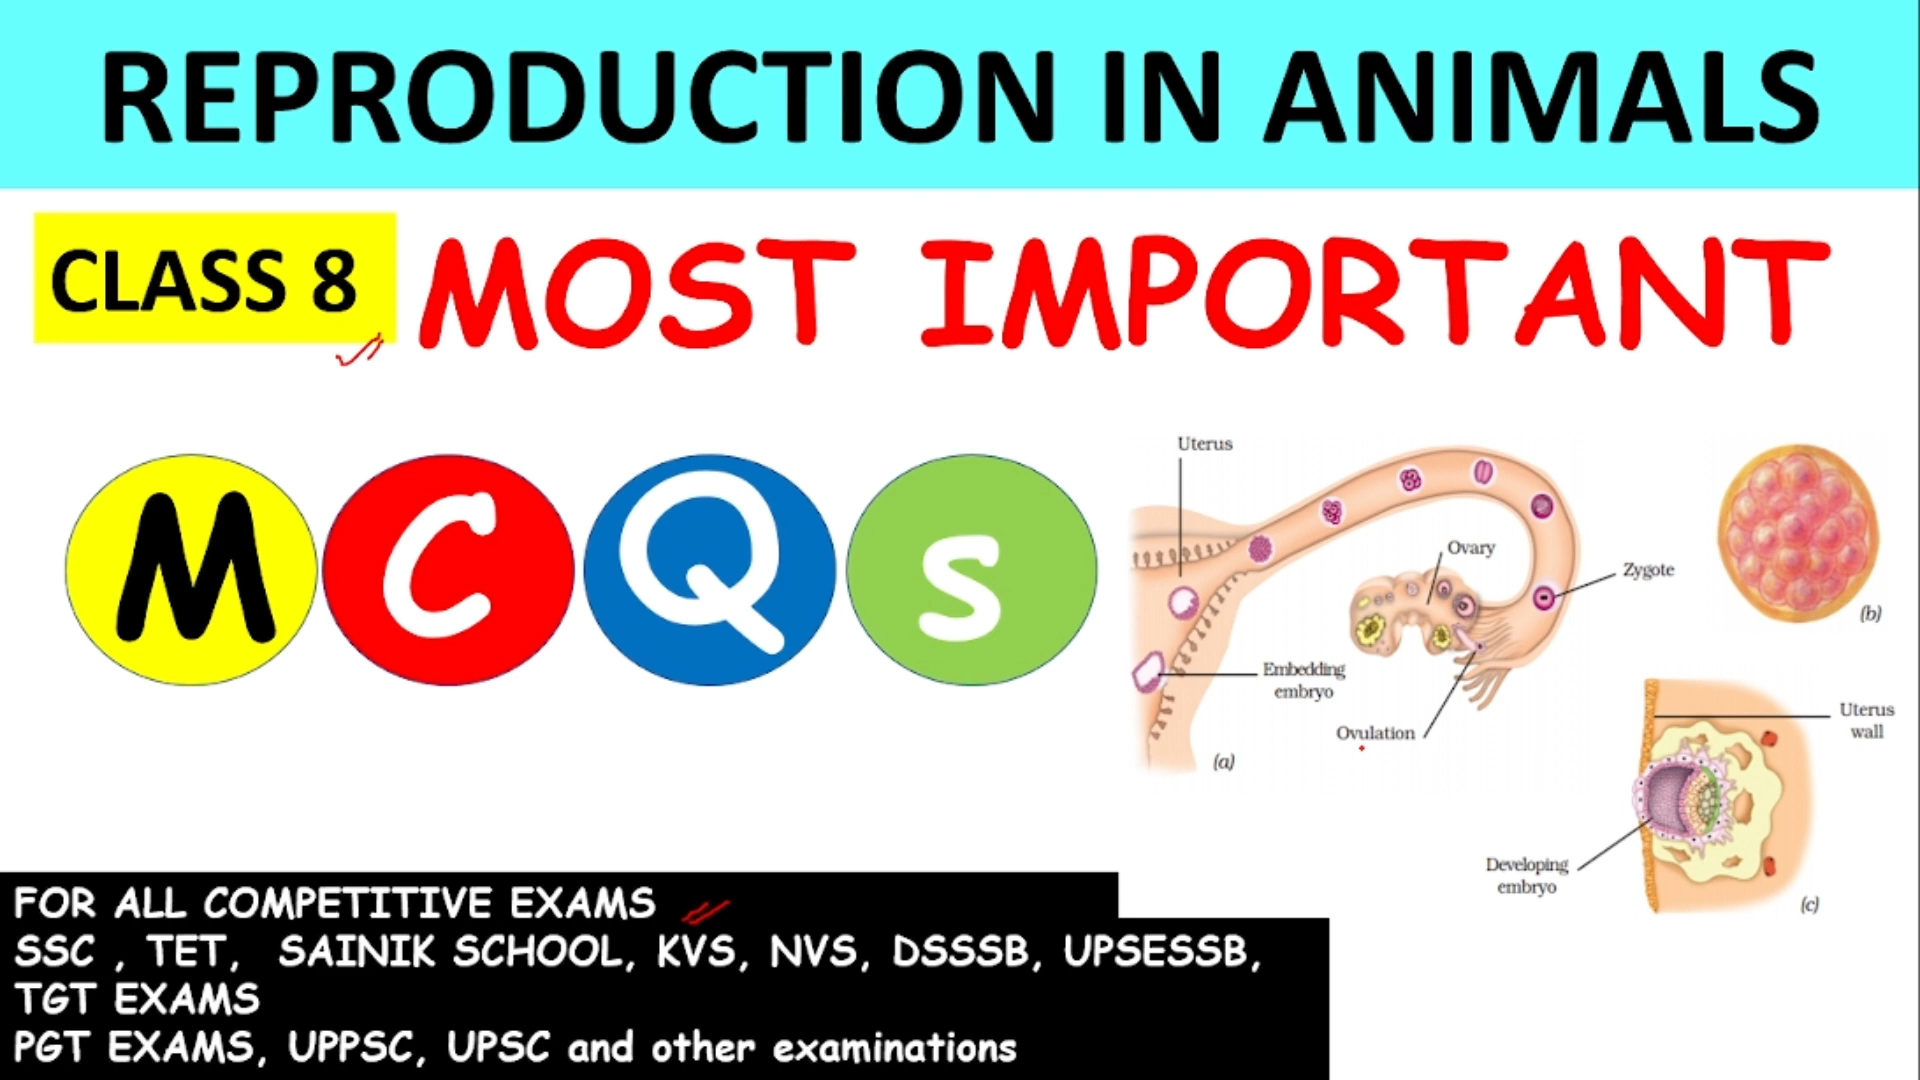 REPRODUCTION IN ANIMALS
CLASS 8
MOST IMPORTANT
M C Q s
Uterus
Ovary
Zygote
(b)
Embedding
embryo
Ovulation
(a)
Uterus
wall
Developing
embryo
(c)
FOR ALL COMPETITIVE EXAMS
SSC , TET, SAINIK SCHOOL, KVS, NVS, DSSSB, UPSESSB,
TGT EXAMS
PGT EXAMS, UPPSC, UPSC and other examinations